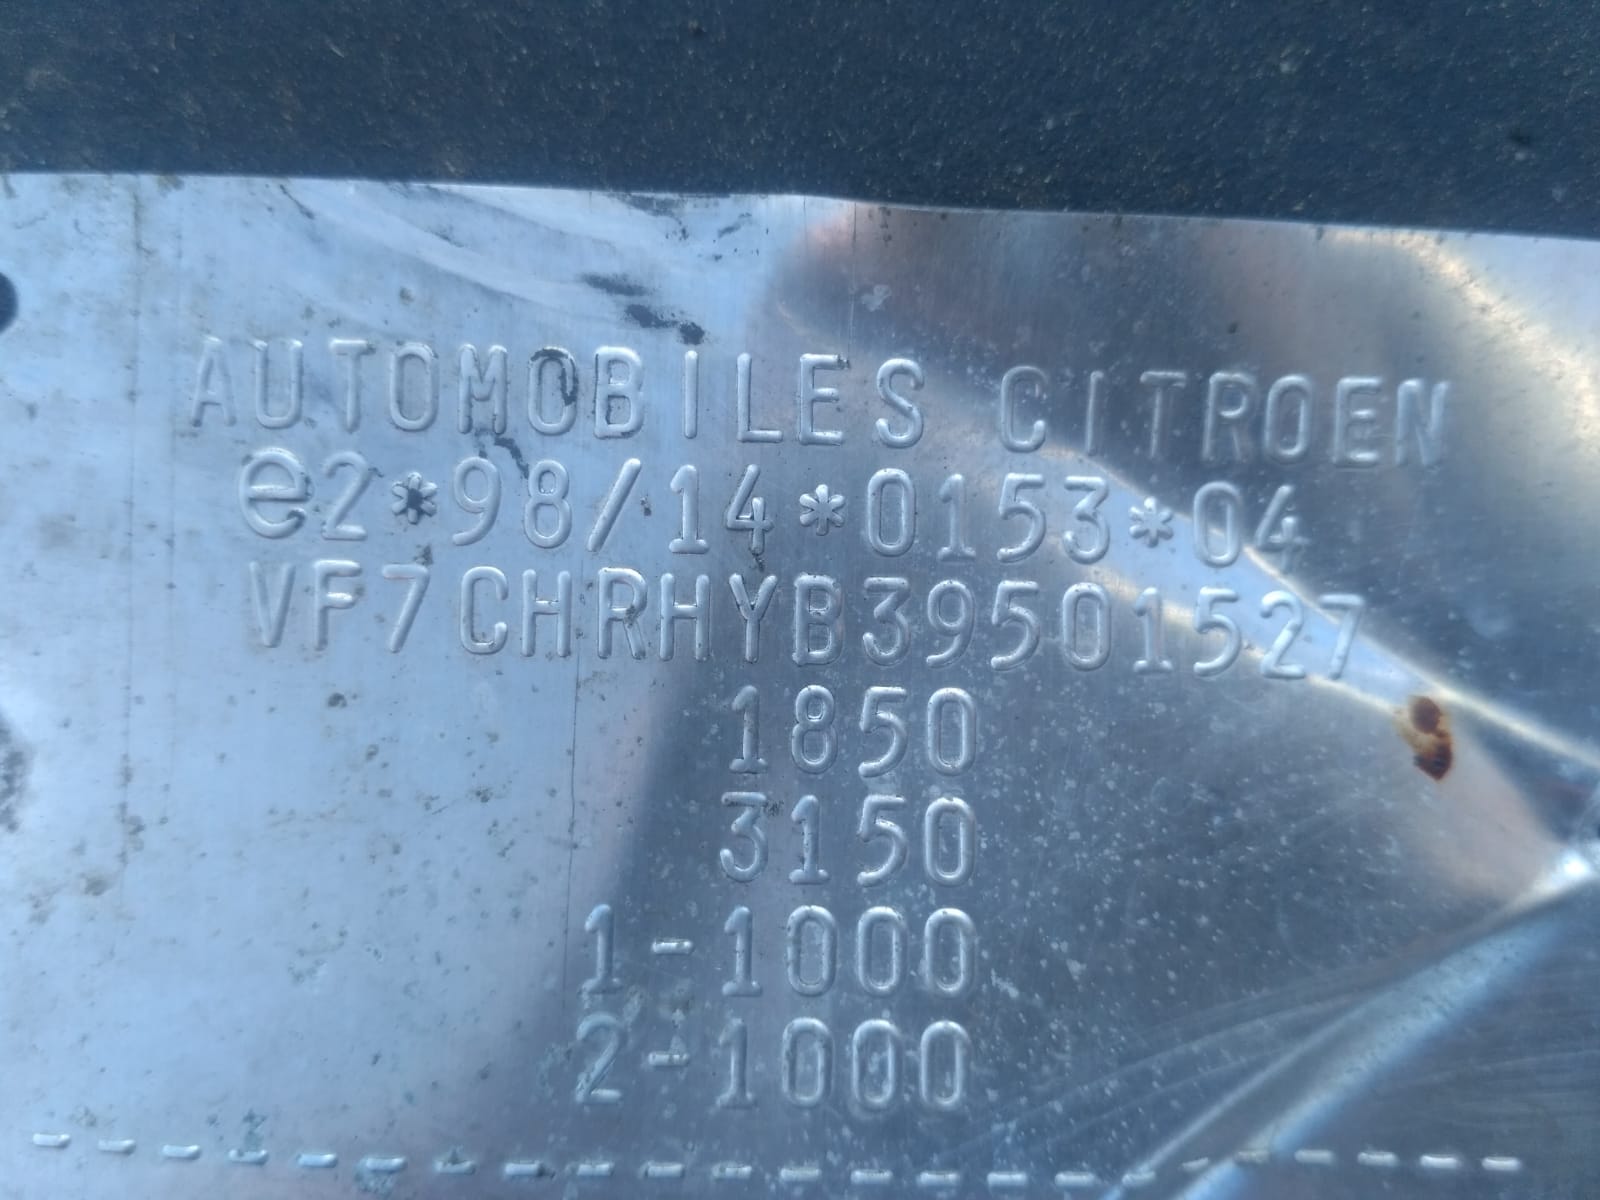 AUTOMOBILES CITROEN
e2*98/14*0153*04
VF7CHRHYB39501527
1850
3150
1-1000
2-1000